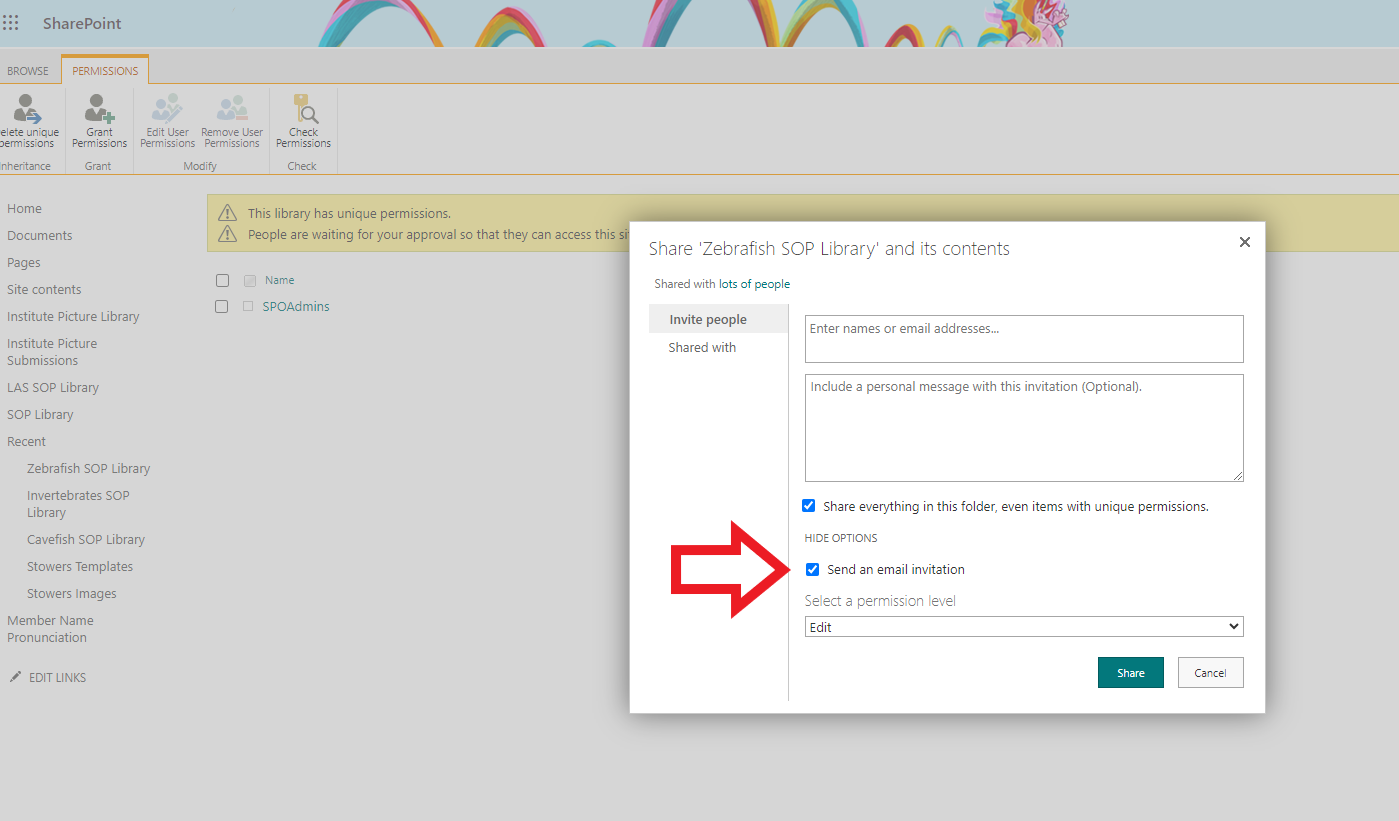 SharePoint
BROWSE
PERMISSIONS
elete unique
permissions
Inheritance
Grant
Permissions
Grant
Edit User
Permissions
Remove User
Permissions
Modify
Check
Permissions
Check
Home
Documents
Pages
Site contents
Institute Picture Library
Institute Picture
Submissions
LAS SOP Library
SOP Library
Recent
Zebrafish SOP Library
Invertebrates SOP
Library
Cavefish SOP Library
Stowers Templates
Stowers Images
Member Name
Pronunciation
EDIT LINKS
This library has unique permissions.
People are waiting for your approval so that they can access this sit
Name
SPOAdmins
Share 'Zebrafish SOP Library' and its contents
Shared with lots of people
Invite people
Shared with
Enter names or email addresses...
Include a personal message with this invitation (Optional).
Share everything in this folder, even items with unique permissions.
HIDE OPTIONS
Send an email invitation
Select a permission level
Edit
Share
Cancel